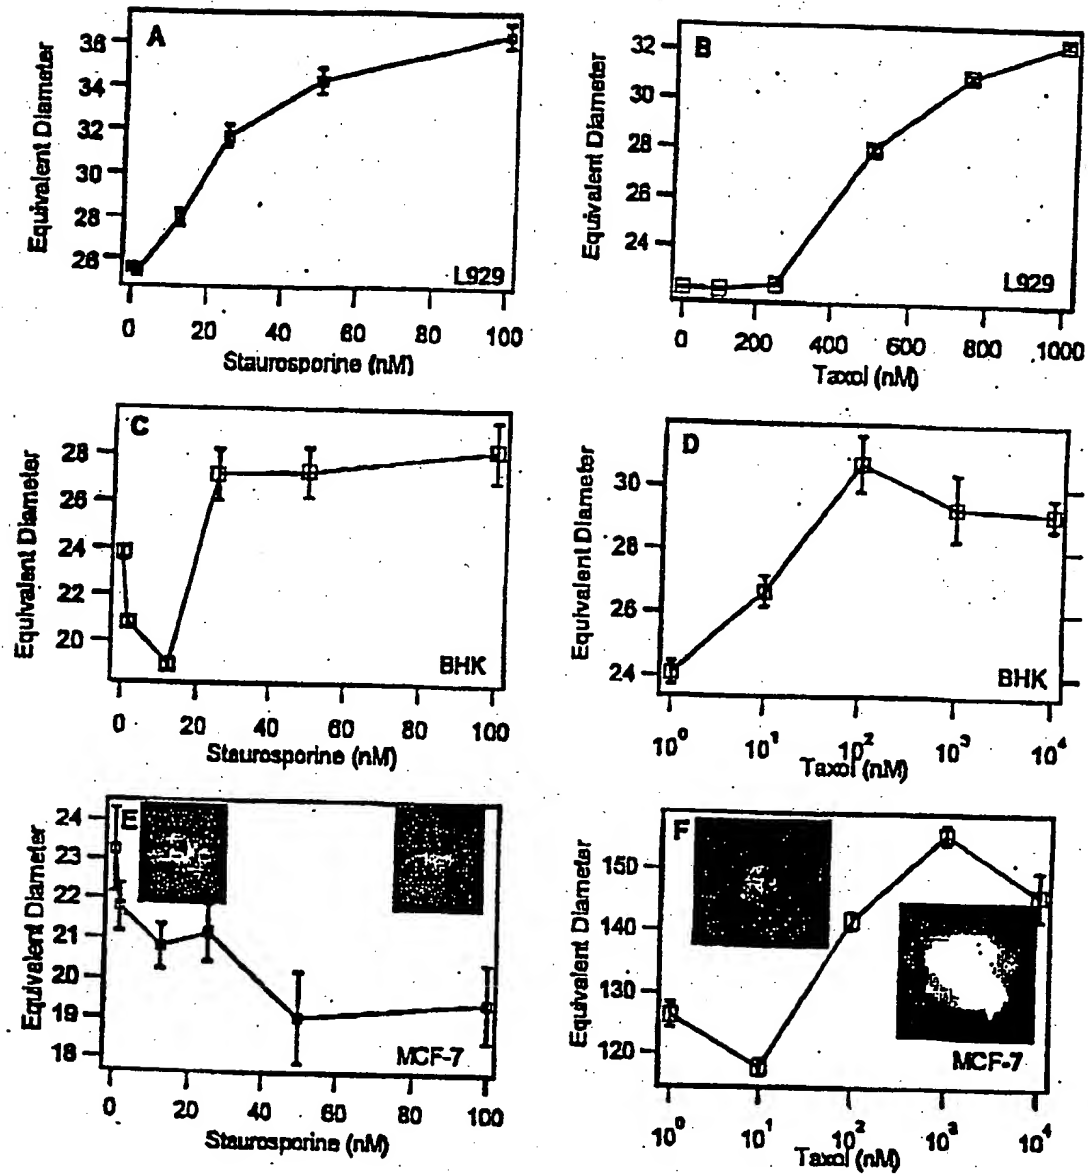 A
Equivalent Diameter
36
34
32
30
28
26
L929
0 20 40 60 80 100
Staurosporine (nM)
B
Equivalent Diameter
32
30
28
26
24
L929
0 200 400 600 800 1000
Taxol (nM)
C
Equivalent Diameter
28
26
24
22
20
BHK
0 20 40 60 80 100
Staurosporine (nM)
D
Equivalent Diameter
30
28
26
24
BHK
10⁰ 10¹ 10² 10³ 10⁴
Taxol (nM)
E
Equivalent Diameter
24
23
22
21
20
19
18
MCF-7
0 20 40 60 80 100
Staurosporine (nM)
F
Equivalent Diameter
150
140
130
120
MCF-7
10⁰ 10¹ 10² 10³ 10⁴
Taxol (nM)